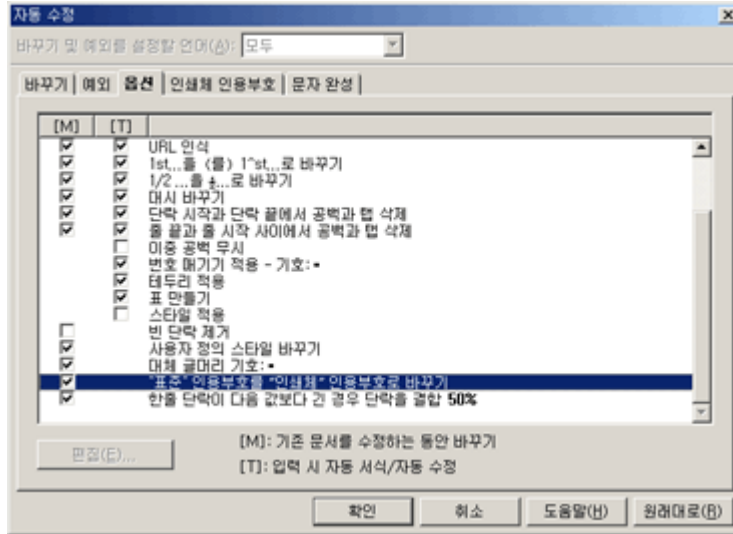 자동 수정
바꾸기 및 예외를 설정할 언어(A): 모두
바꾸기 예외 옵션 인쇄체 인용부호 문자 완성
[M] [T]
URL 인식
1st...을 (를) 1^st...로 바꾸기
1/2 ...을 ½...로 바꾸기
대시 바꾸기
단락 시작과 단락 끝에서 공백과 탭 삭제
줄 끝과 줄 시작 사이에서 공백과 탭 삭제
이중 공백 무시
번호 매기기 적용 - 기호: •
테두리 적용
표 만들기
스타일 적용
빈 단락 제거
사용자 정의 스타일 바꾸기
대체 글머리 기호: •
"표준" 인용부호를 "인쇄체" 인용부호로 바꾸기
한줄 단락이 다음 값보다 긴 경우 단락을 결합 50%
편집(E)...
[M]: 기존 문서를 수정하는 동안 바꾸기
[T]: 입력 시 자동 서식/자동 수정
확인 취소 도움말(H) 원래대로(R)